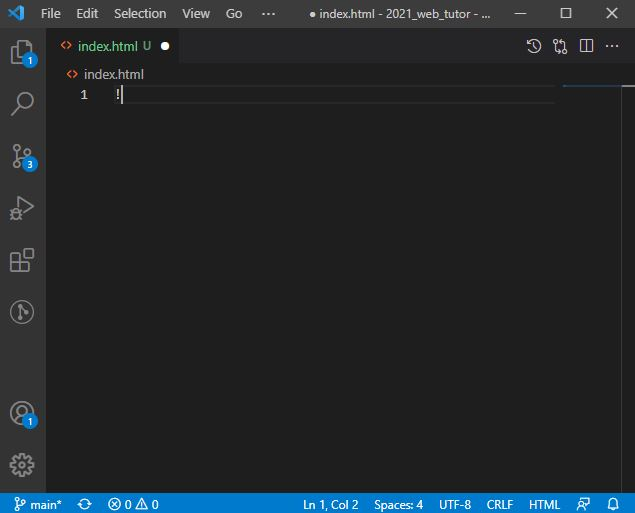 File Edit Selection View Go ··· ● index.html - 2021_web_tutor - ...
index.html U ●
index.html
1 !
1
3
1
main* 0 0 Ln 1, Col 2 Spaces: 4 UTF-8 CRLF HTML